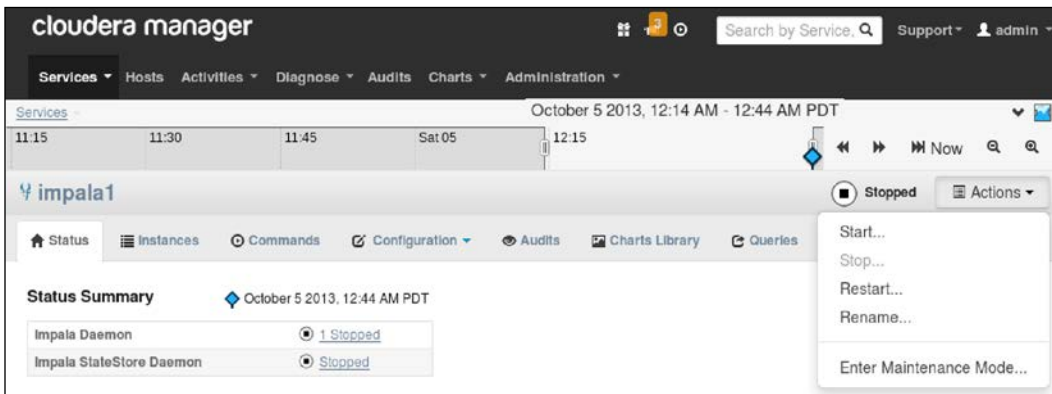 cloudera manager
3
Search by Service,
Support
admin
Services Hosts Activities Diagnose Audits Charts Administration
Services
October 5 2013, 12:14 AM - 12:44 AM PDT
11:15 11:30 11:45 Sat 05 12:15
Now
impala1
Stopped
Actions
Status Instances Commands Configuration Audits Charts Library Queries
Start...
Stop...
Restart...
Rename...
Enter Maintenance Mode...
Status Summary
October 5 2013, 12:44 AM PDT
Impala Daemon 1 Stopped
Impala StateStore Daemon Stopped